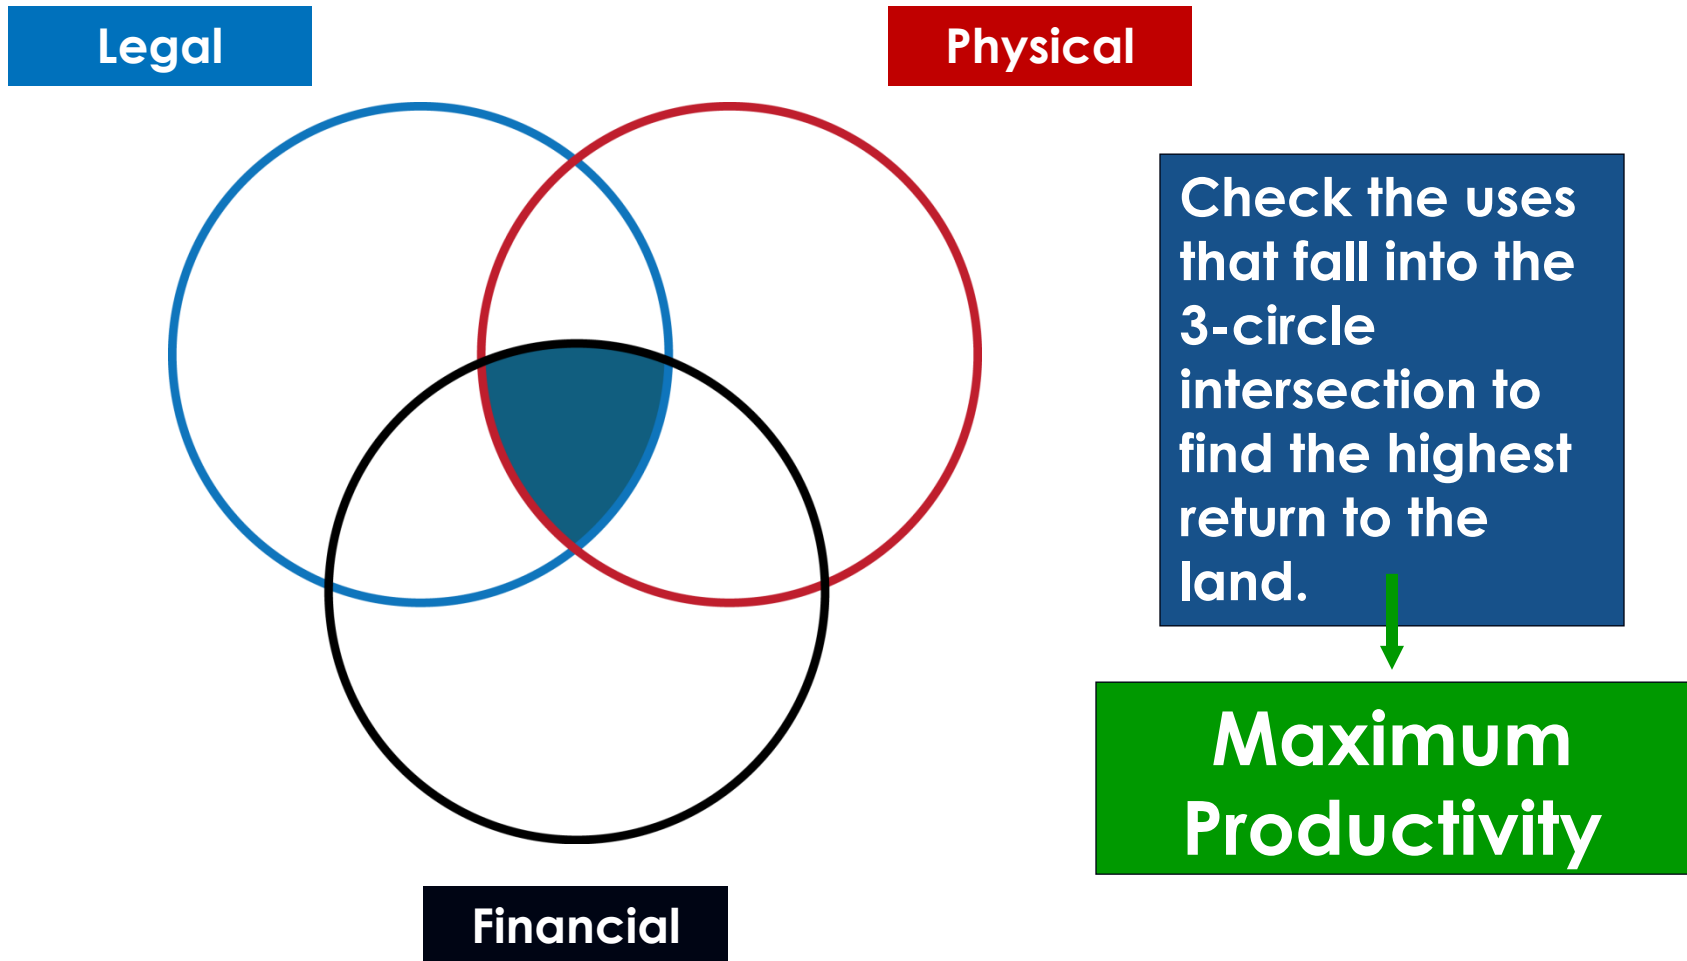 Legal
Physical
Check the uses
that fall into the
3-circle
intersection to
find the highest
return to the
land.
Maximum
Productivity
Financial